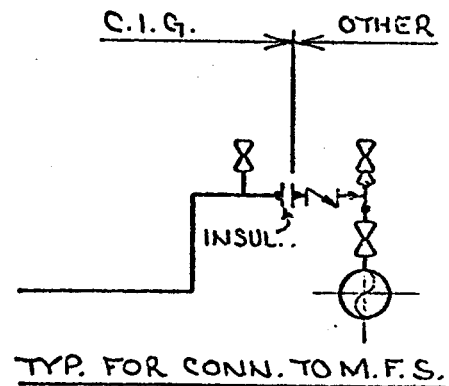 C.I.G. OTHER
INSUL..
TYP. FOR CONN. TO M.F.S.